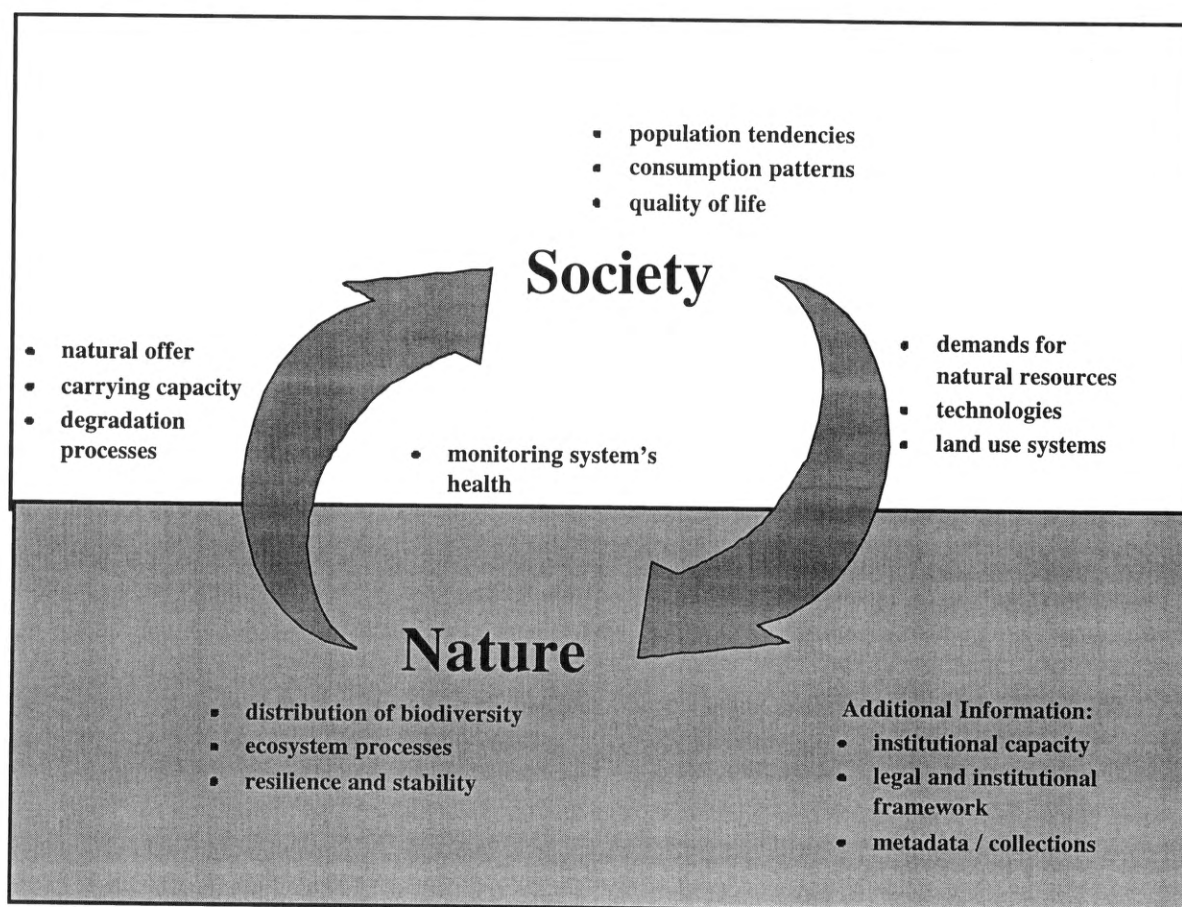 ▪ population tendencies
▪ consumption patterns
▪ quality of life
Society
• natural offer
• carrying capacity
• degradation
processes
• demands for
natural resources
• technologies
• land use systems
• monitoring system's
health
Nature
▪ distribution of biodiversity
▪ ecosystem processes
▪ resilience and stability
Additional Information:
• institutional capacity
• legal and institutional
framework
• metadada / collections